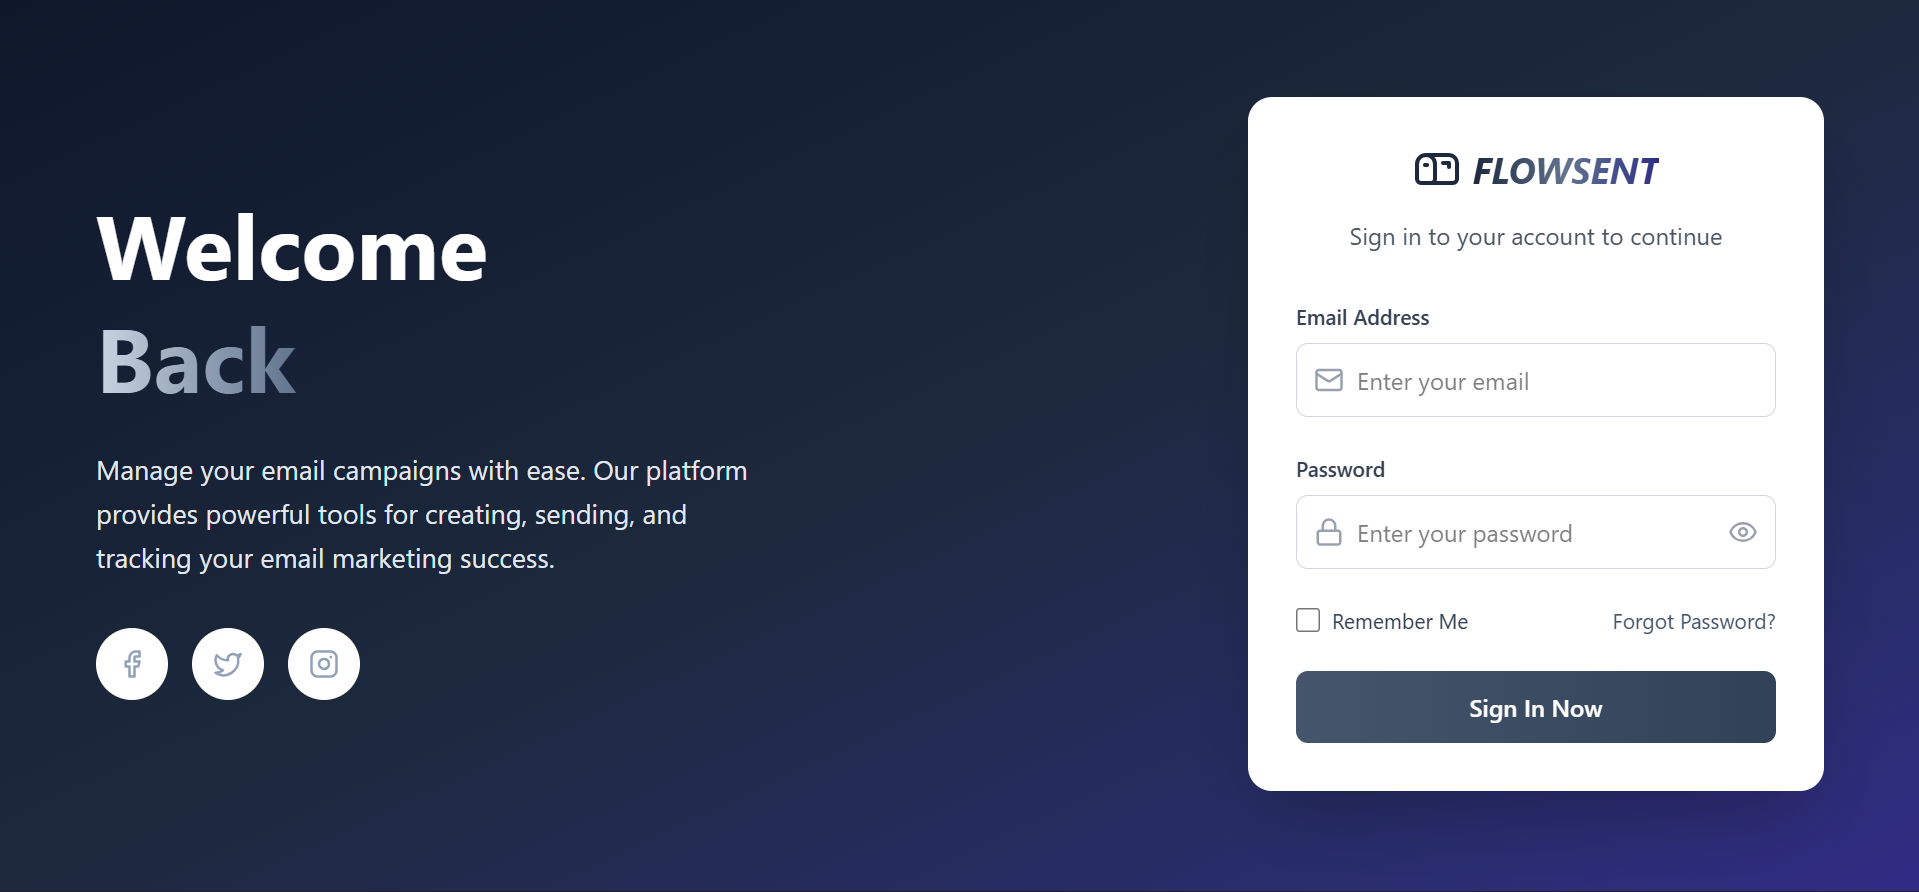 Welcome
Back
Manage your email campaigns with ease. Our platform
provides powerful tools for creating, sending, and
tracking your email marketing success.
FLOWSENT
Sign in to your account to continue
Email Address
Enter your email
Password
Enter your password
Remember Me
Forgot Password?
Sign In Now